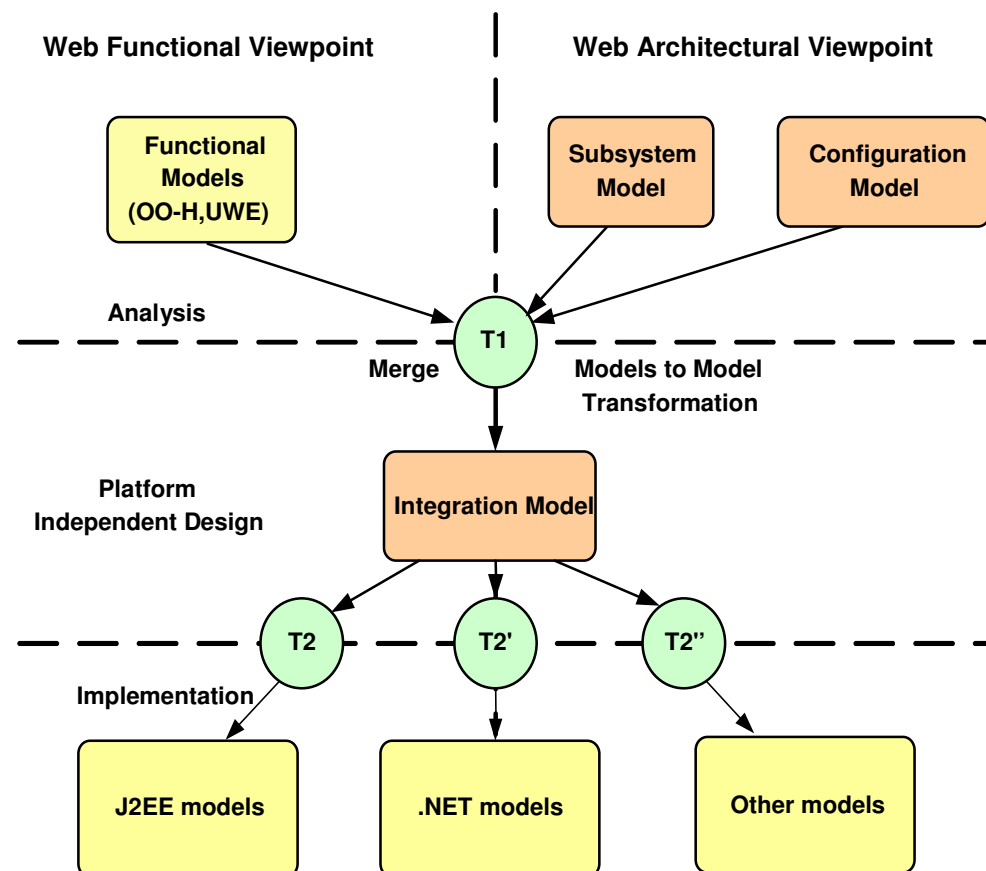 Web Functional Viewpoint
Web Architectural Viewpoint
Functional
Models
(OO-H,UWE)
Subsystem
Model
Configuration
Model
Analysis
T1
Merge
Models to Model
Transformation
Platform
Independent Design
Integration Model
T2
T2'
T2''
Implementation
J2EE models
.NET models
Other models